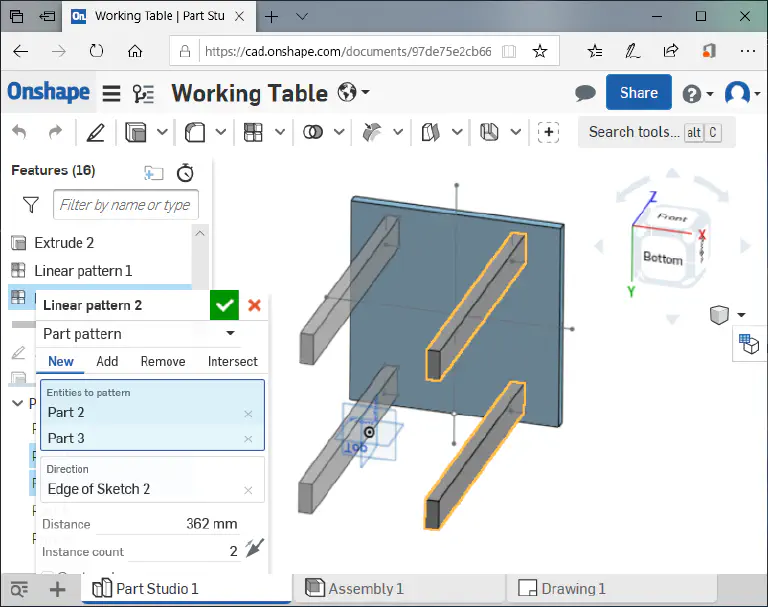 Working Table | Part Stu
https://cad.onshape.com/documents/97de75e2cb66
Onshape
Working Table
Share
Search tools...
alt
C
Features (16)
Filter by name or type
Extrude 2
Linear pattern 1
Linear pattern 2
Part pattern
New
Add
Remove
Intersect
Entities to pattern
Part 2
Part 3
Direction
Edge of Sketch 2
Distance
362 mm
Instance count
2
Z
Front
X
Bottom
Y
Part Studio 1
Assembly 1
Drawing 1